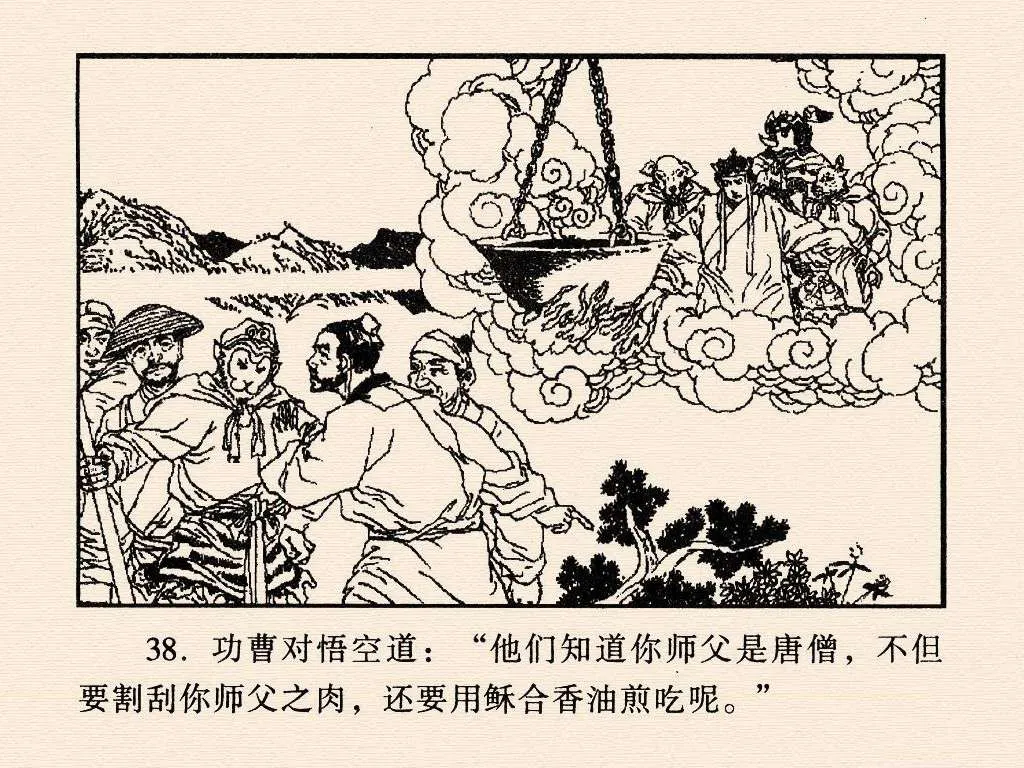 38. 功曹对悟空道：“他们知道你师父是唐僧，不但
要割刮你师父之肉，还要用稣合香油煎吃呢。”